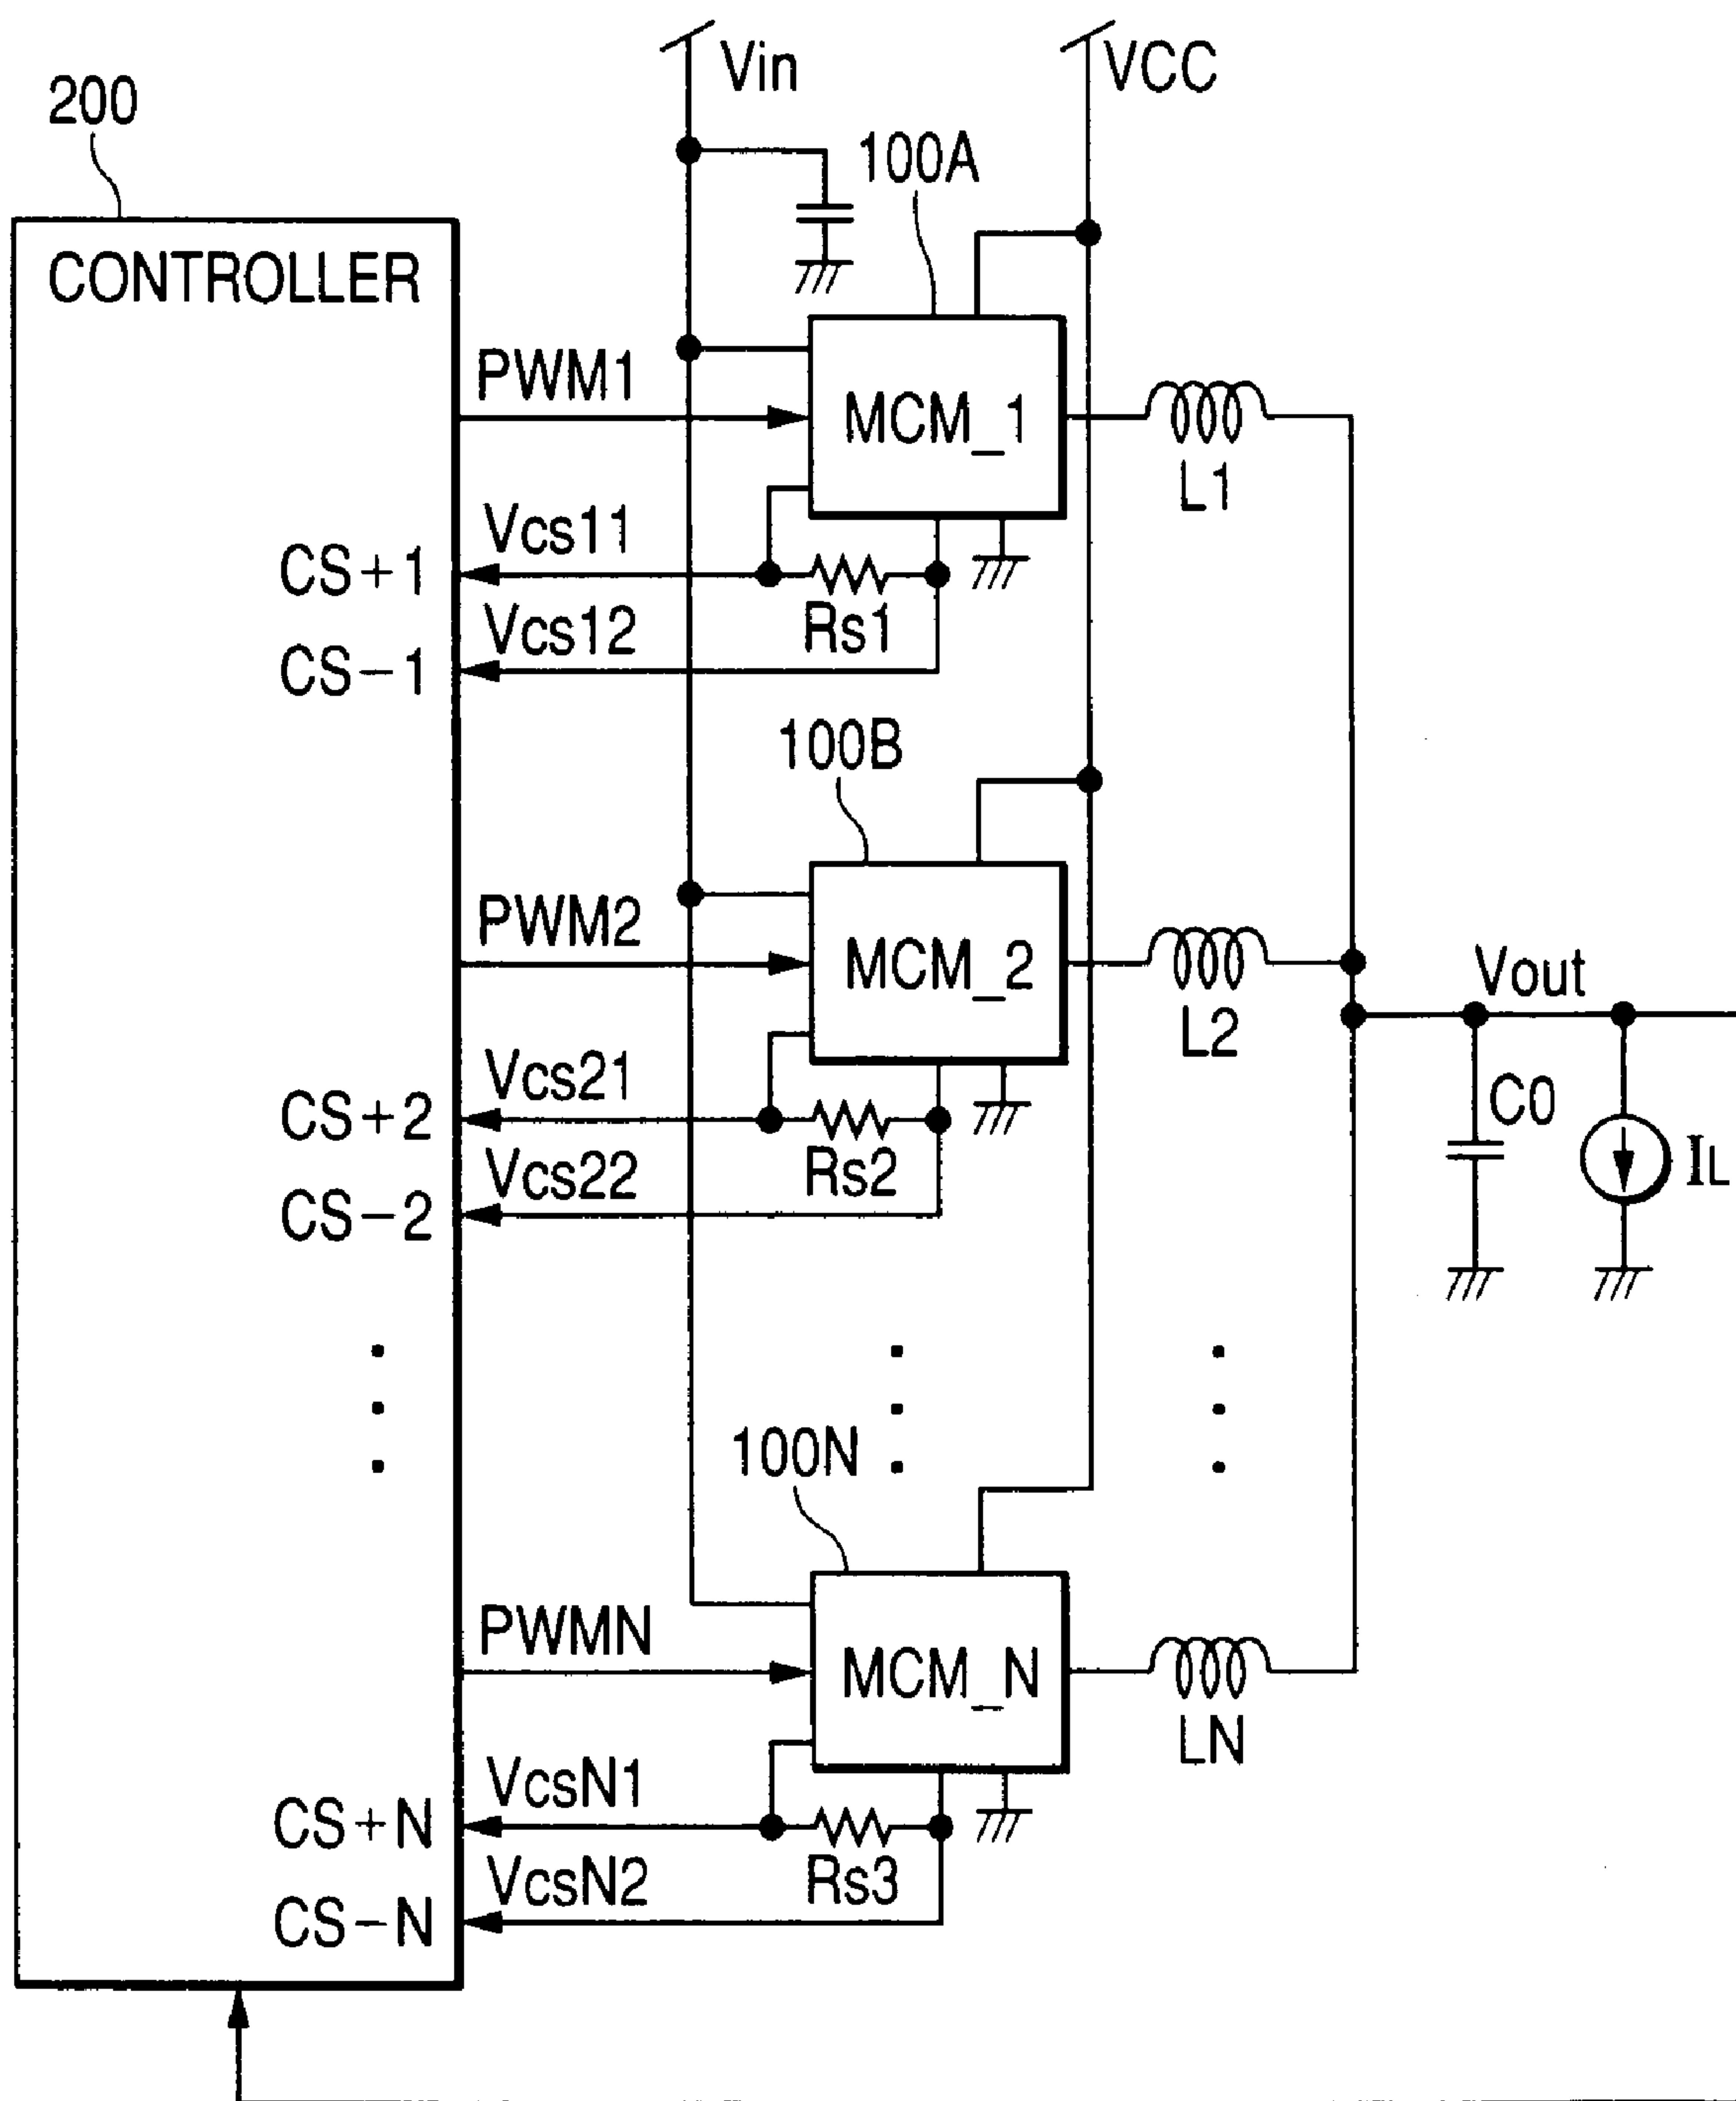 Vin
VCC
200
100A
CONTROLLER
PWM1
MCM_1
L1
Vcs11
CS+1
Rs1
Vcs12
CS-1
100B
PWM2
MCM_2
L2
Vout
Vcs21
CS+2
C0
Rs2
IL
Vcs22
CS-2
100N
PWMN
MCM_N
LN
VcsN1
CS+N
Rs3
VcsN2
CS-N